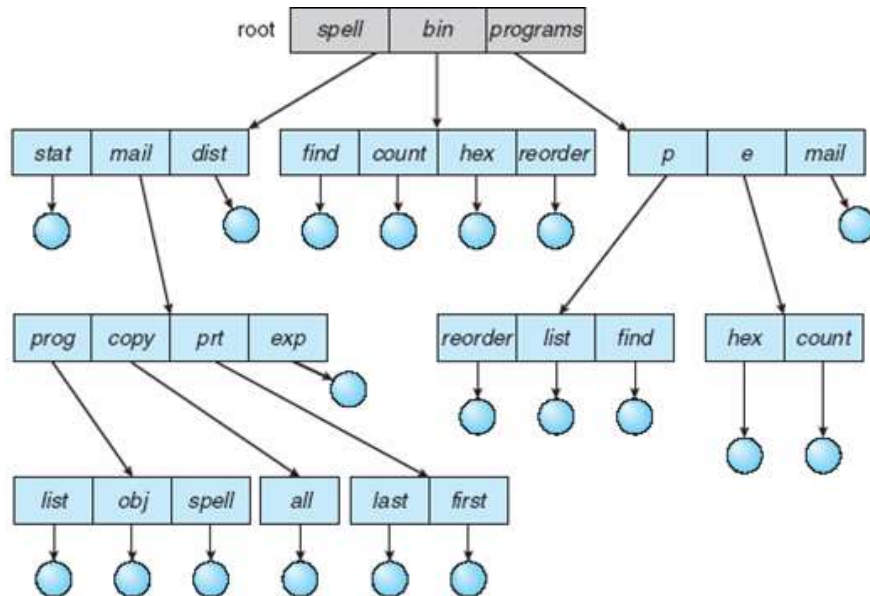 root spell bin programs
stat mail dist find count hex reorder p e mail
prog copy prt exp reorder list find hex count
list obj spell all last first